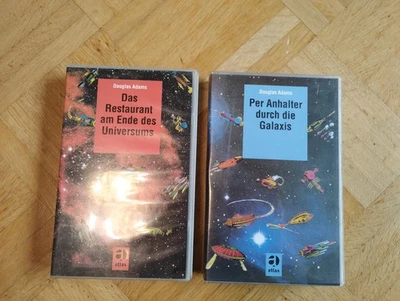 Douglas Adams
Das
Restaurant
am Ende des
Universums
a
atlas
Douglas Adams
Per Anhalter
durch die
Galaxis
a
atlas